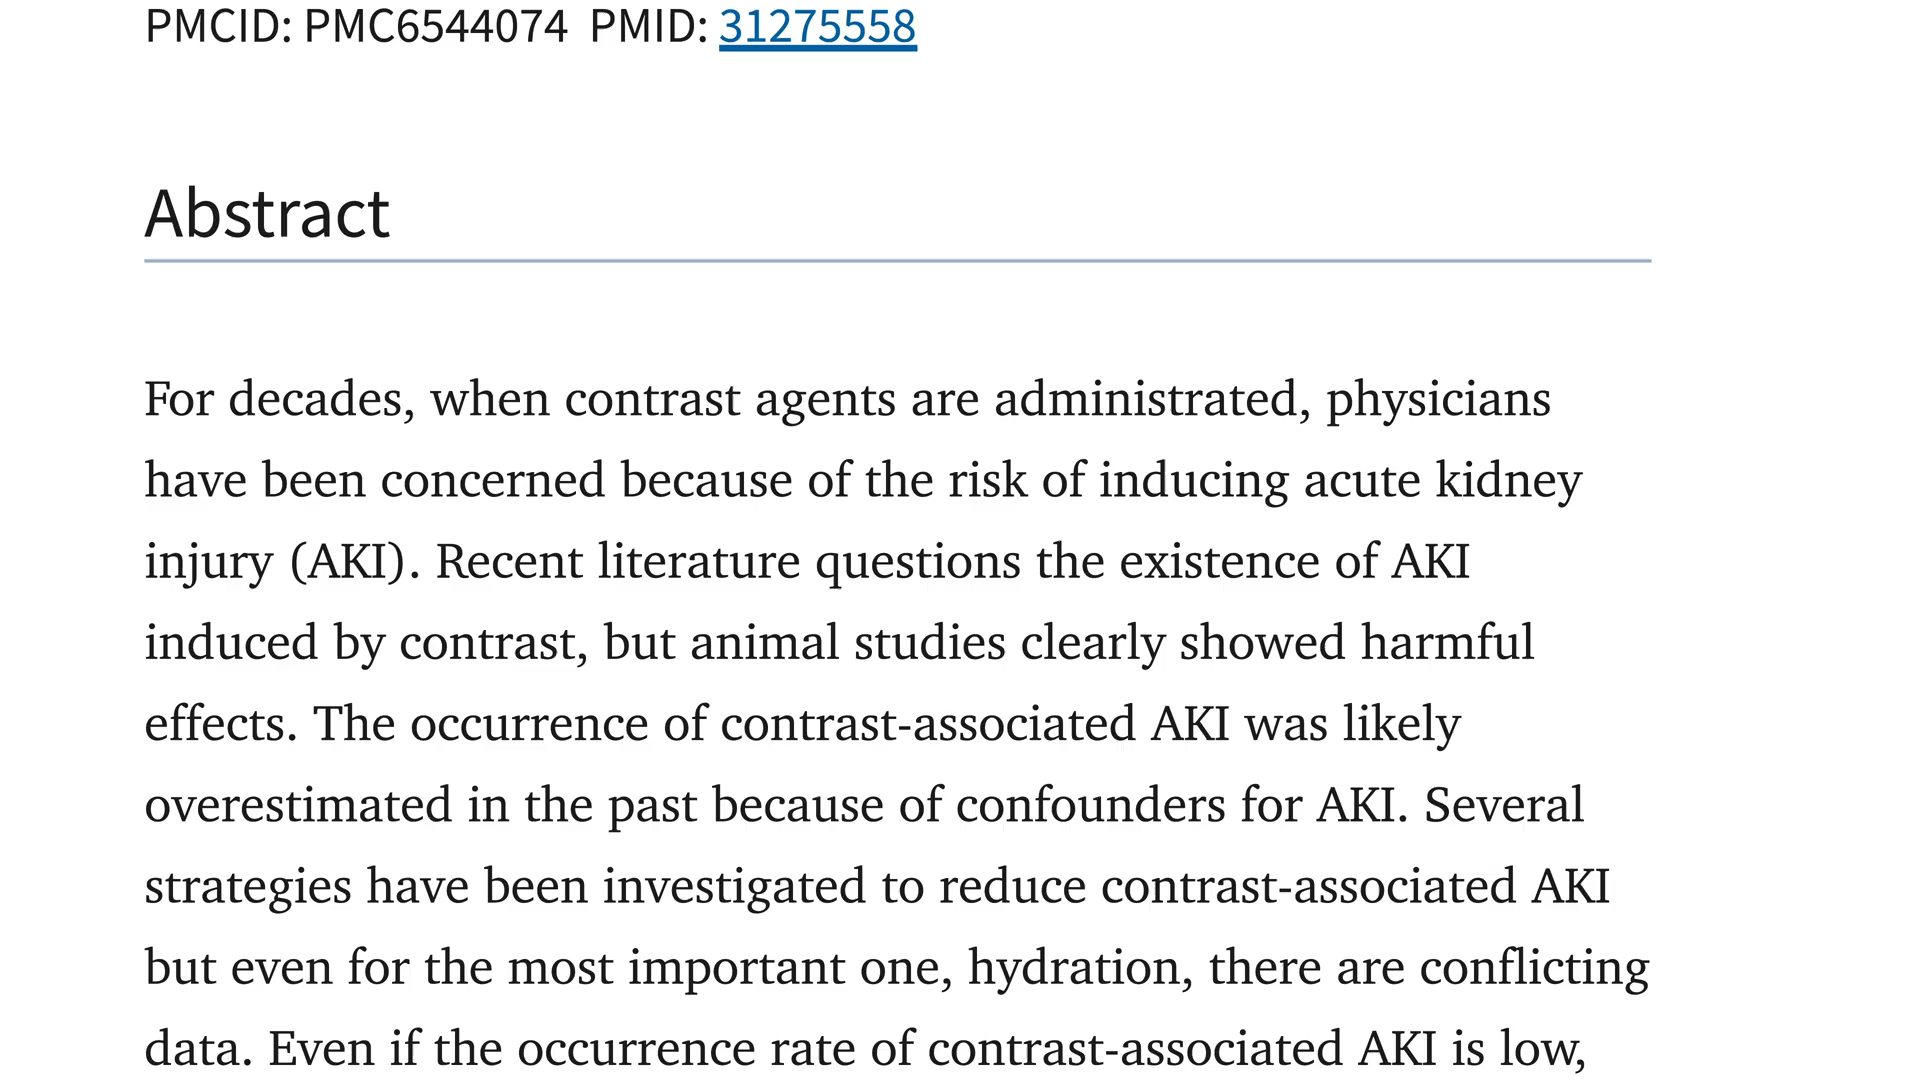 PMCID: PMC6544074 PMID: 31275558
Abstract
For decades, when contrast agents are administrated, physicians
have been concerned because of the risk of inducing acute kidney
injury (AKI). Recent literature questions the existence of AKI
induced by contrast, but animal studies clearly showed harmful
effects. The occurrence of contrast-associated AKI was likely
overestimated in the past because of confounders for AKI. Several
strategies have been investigated to reduce contrast-associated AKI
but even for the most important one, hydration, there are conflicting
data. Even if the occurrence rate of contrast-associated AKI is low,